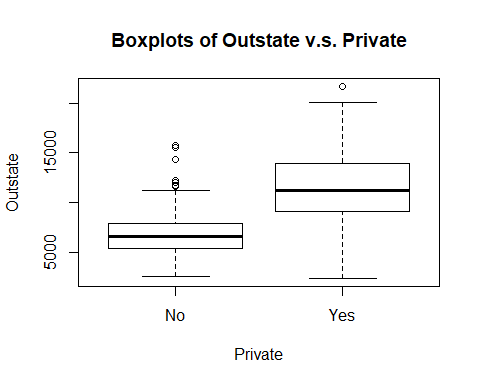 Boxplots of Outstate v.s. Private
Outstate
15000
5000
No Yes
Private